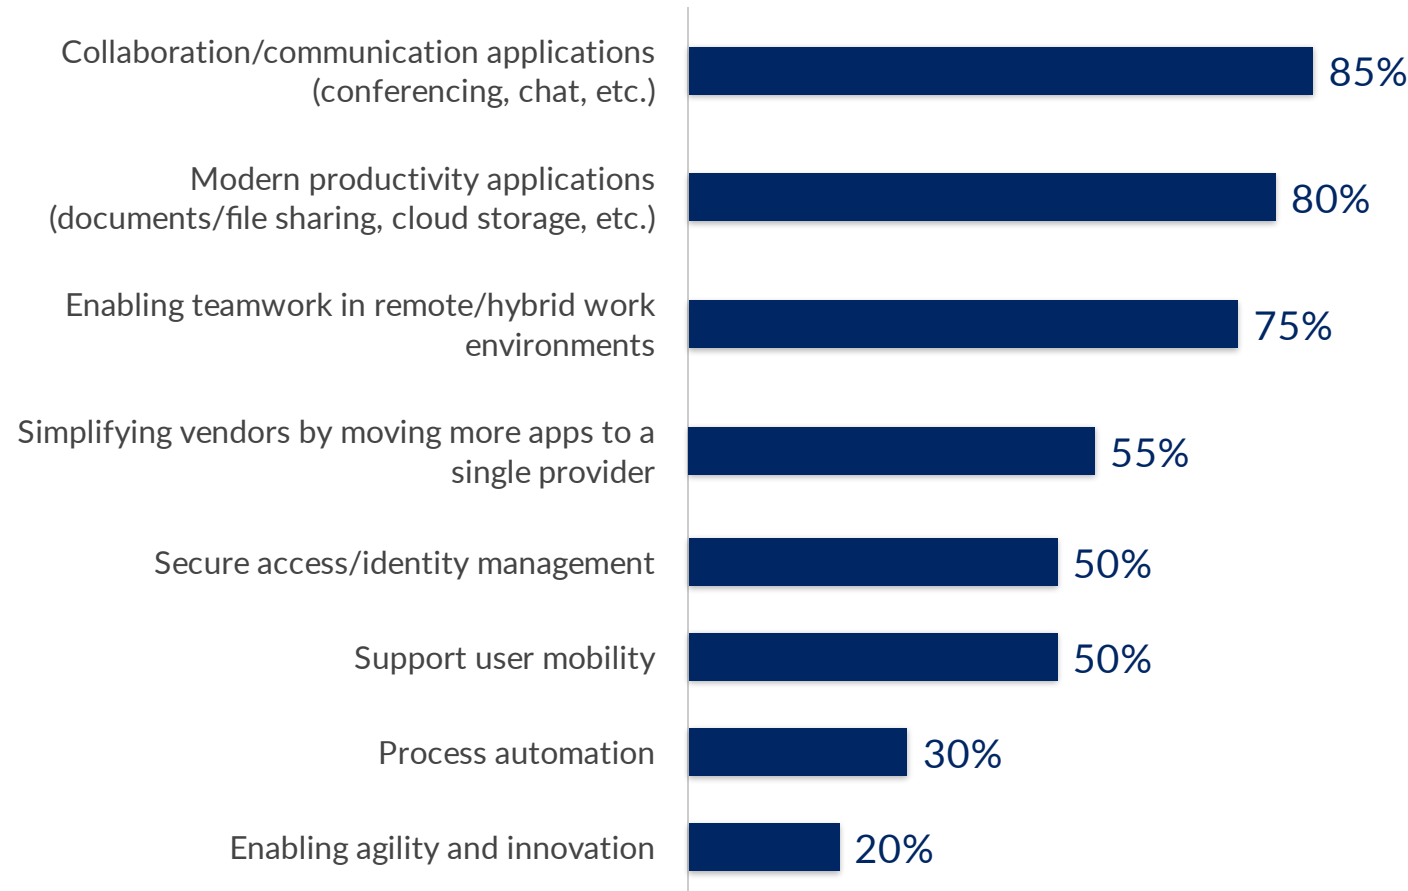 Collaboration/communication applications
(conferencing, chat, etc.)
85%
Modern productivity applications
(documents/file sharing, cloud storage, etc.)
80%
Enabling teamwork in remote/hybrid work
environments
75%
Simplifying vendors by moving more apps to a
single provider
55%
Secure access/identity management
50%
Support user mobility
50%
Process automation
30%
Enabling agility and innovation
20%